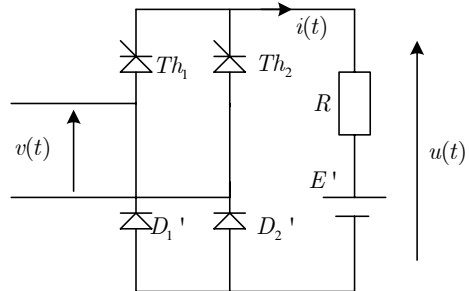 i(t)
Th₁
Th₂
R
v(t)
u(t)
E'
D₁'
D₂'